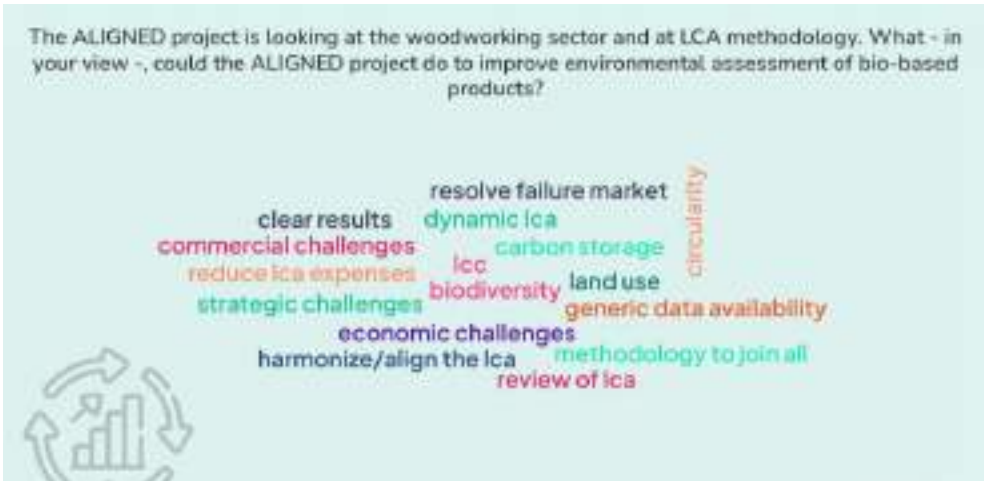 The ALIGNED project is looking at the woodworking sector and at LCA methodology. What - in
your view -, could the ALIGNED project do to improve environmental assessment of bio-based
products?
resolve failure market
circularity
clear results
dynamic lca
commercial challenges
carbon storage
reduce lca expenses
lcc
land use
biodiversity
strategic challenges
generic data availability
economic challenges
harmonize/align the lca
methodology to join all
review of lca